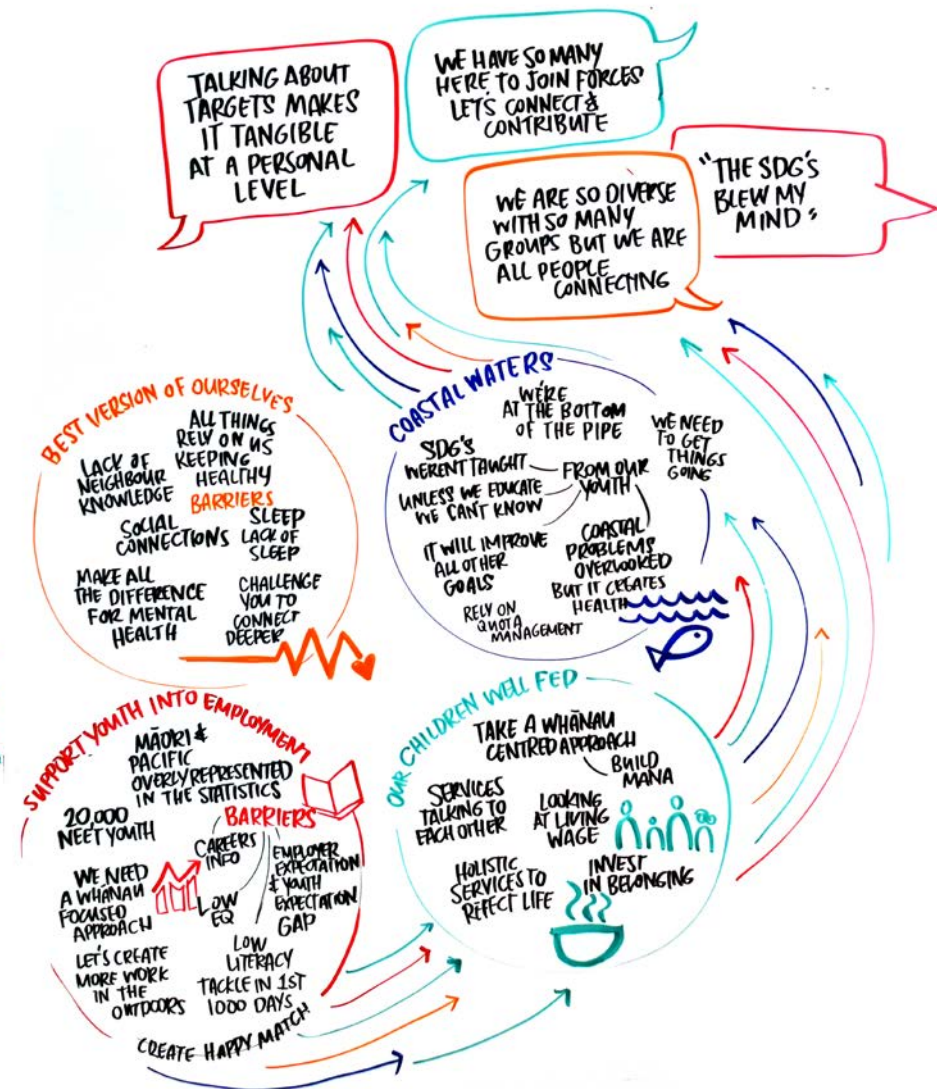 TALKING ABOUT
TARGETS MAKES
IT TANGIBLE
AT A PERSONAL
LEVEL
WE HAVE SO MANY
HERE TO JOIN FORCES
LET'S CONNECT &
CONTRIBUTE
WE ARE SO DIVERSE
WITH SO MANY
GROUPS BUT WE ARE
ALL PEOPLE
CONNECTING
"THE SDG'S
BLEW MY
MIND"
BEST VERSION OF OURSELVES
ALL THINGS
RELY ON US
KEEPING
HEALTHY
LACK OF
NEIGHBOUR
KNOWLEDGE
BARRIERS
SOCIAL
CONNECTIONS
SLEEP
LACK OF
SLEEP
MAKE ALL
THE DIFFERENCE
FOR MENTAL
HEALTH
CHALLENGE
YOU TO
CONNECT
DEEPER
COASTAL WATERS
WE'RE
AT THE BOTTOM
OF THE PIPE
WE NEED
TO GET
THINGS
GOING
SDG'S
WERENT TAUGHT
FROM OUR
YOUTH
UNLESS WE EDUCATE
WE CAN'T KNOW
IT WILL IMPROVE
ALL OTHER
GOALS
COASTAL
PROBLEMS
OVERLOOKED
BUT IT CREATES
HEALTH
RELY ON
QUOTA
MANAGEMENT
SUPPORT YOUTH INTO EMPLOYMENT
MĀORI &
PACIFIC
OVERLY REPRESENTED
IN THE STATISTICS
20,000
NEET YOUTH
BARRIERS
CAREERS
INFO
EMPLOYER
EXPECTATION
& YOUTH
EXPECTATION
GAP
WE NEED
A WHĀNAU
FOCUSED
APPROACH
LOW
EQ
LET'S CREATE
MORE WORK
IN THE
OUTDOORS
LOW
LITERACY
TACKLE IN 1ST
1000 DAYS
CREATE HAPPY MATCH
OUR CHILDREN WELL FED
TAKE A WHĀNAU
CENTRED APPROACH
BUILD
MANA
SERVICES
TALKING TO
EACH OTHER
LOOKING
AT LIVING
WAGE
HOLISTIC
SERVICES TO
REFECT LIFE
INVEST
IN BELONGING